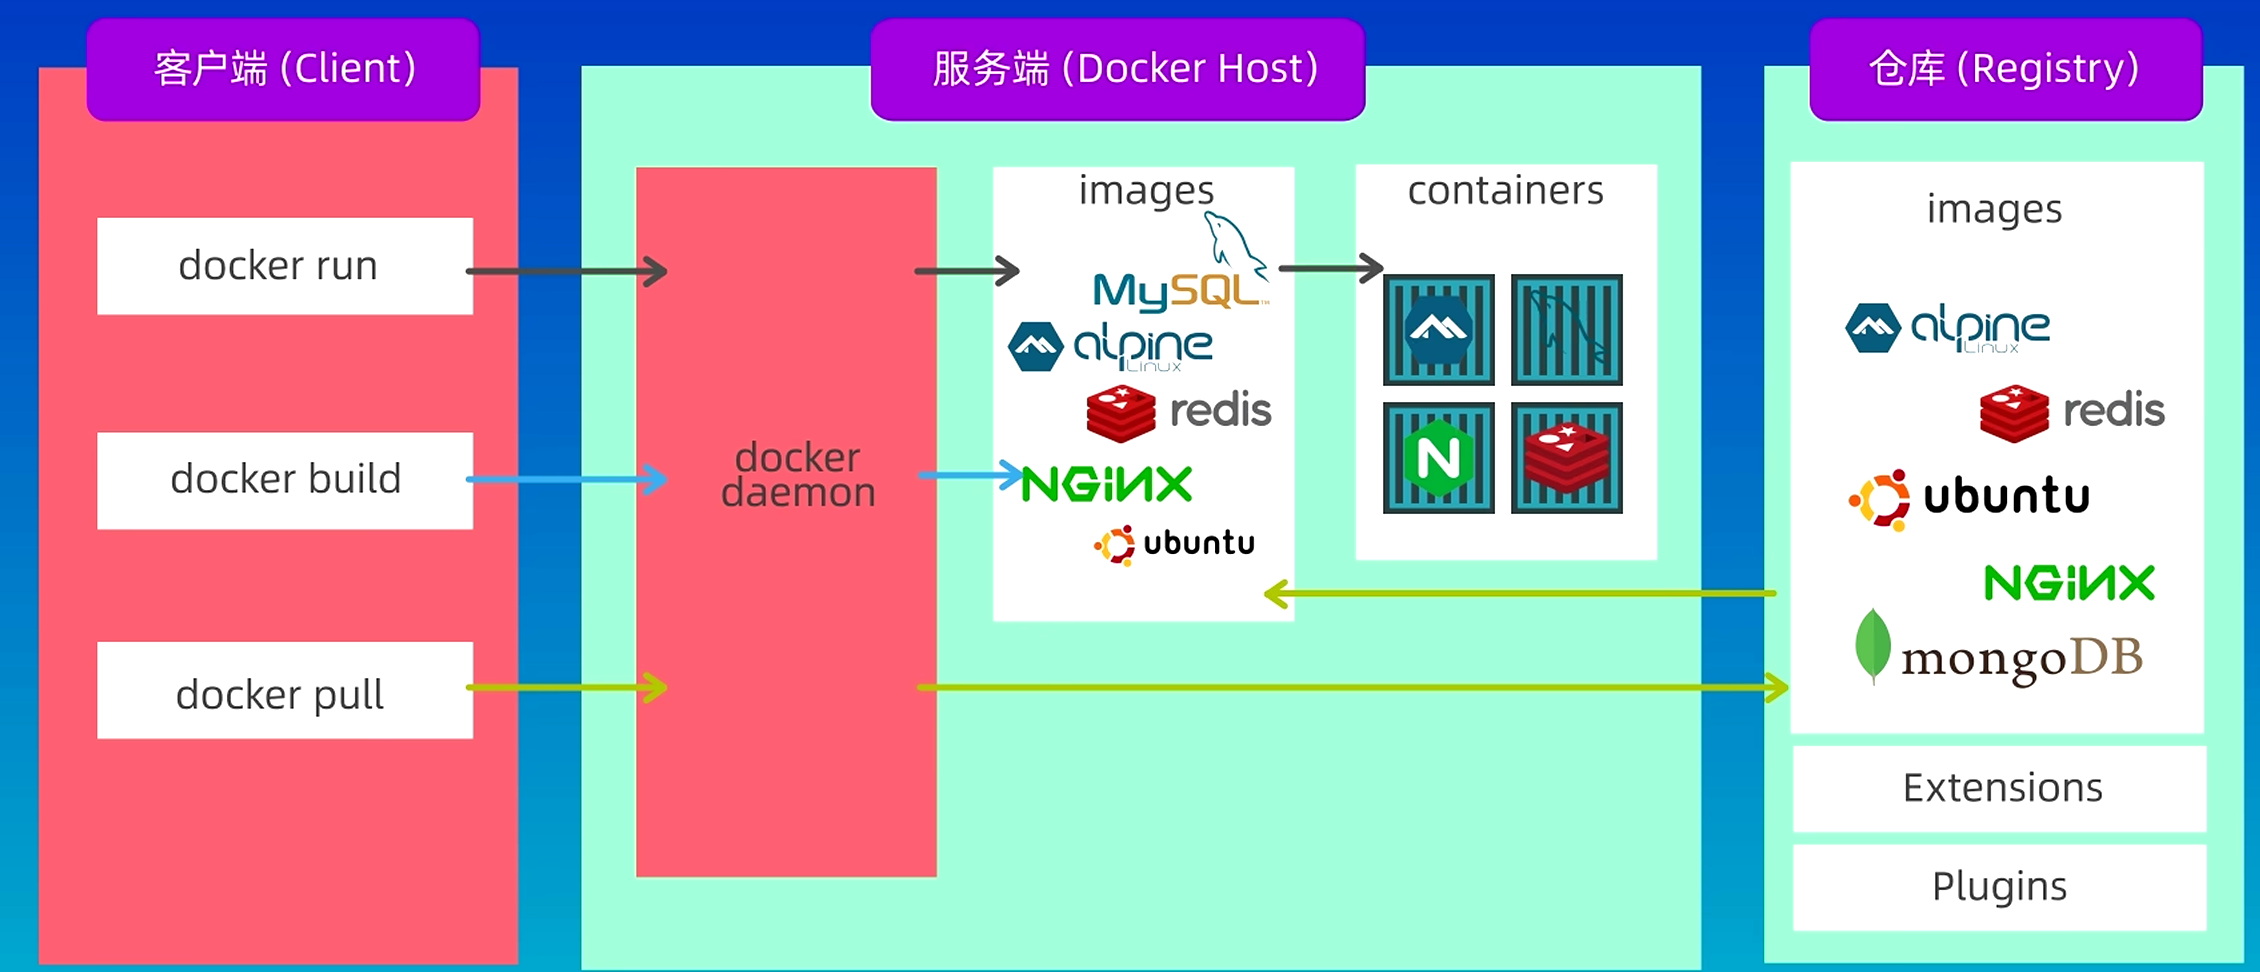 客户端 (Client)
docker run
docker build
docker pull
服务端 (Docker Host)
docker
daemon
images
MySQL™
alpine
Linux
redis
NGiNX
ubuntu
containers
N
仓库 (Registry)
images
alpine
Linux
redis
ubuntu
NGiNX
mongoDB
Extensions
Plugins